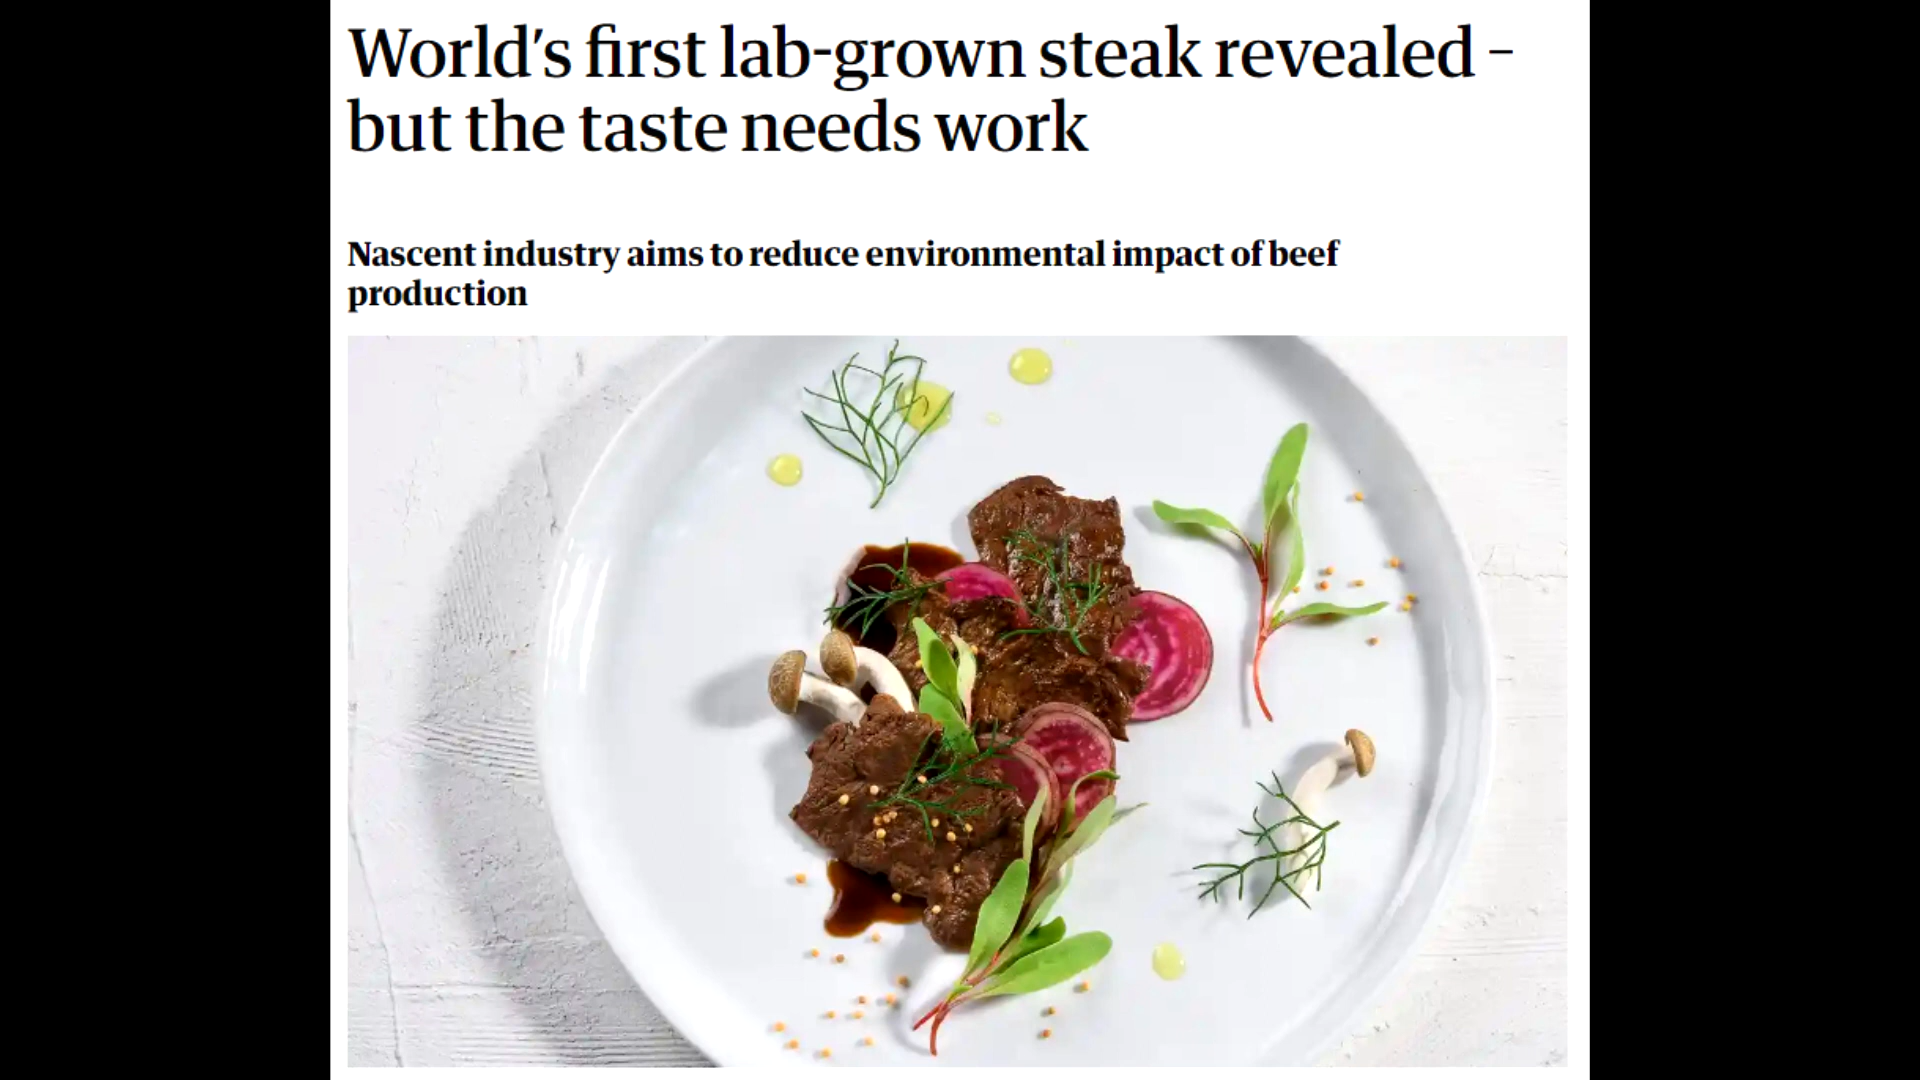 World’s first lab-grown steak revealed –
but the taste needs work
Nascent industry aims to reduce environmental impact of beef
production